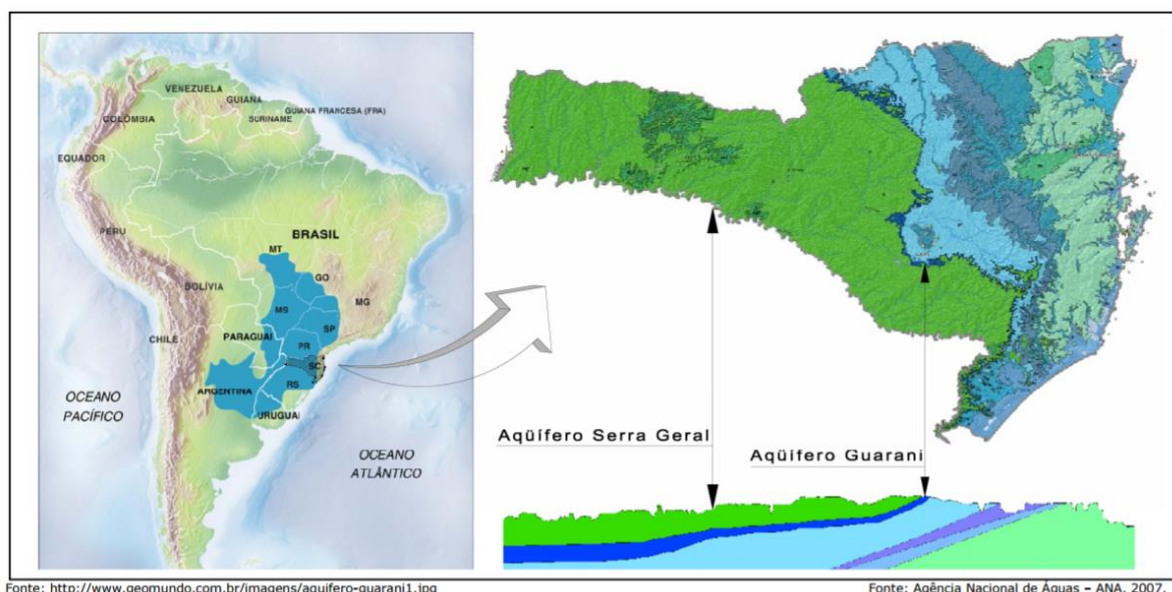 VENEZUELA
GUIANA
GUIANA FRANCESA (FRA)
SURINAME
COLÔMBIA
EQUADOR
PERU
BRASIL
MT
GO
BOLÍVIA
MG
MS
SP
PARAGUAI
CHILE
PR
SC
ARGENTINA
RS
URUGUAI
OCEANO
PACÍFICO
OCEANO
ATLÂNTICO
Aqüífero Serra Geral
Aqüífero Guarani
Fonte: http://www.geomundo.com.br/imagens/aquifero-guarani1.jpg
Fonte: Agência Nacional de Águas – ANA, 2007.